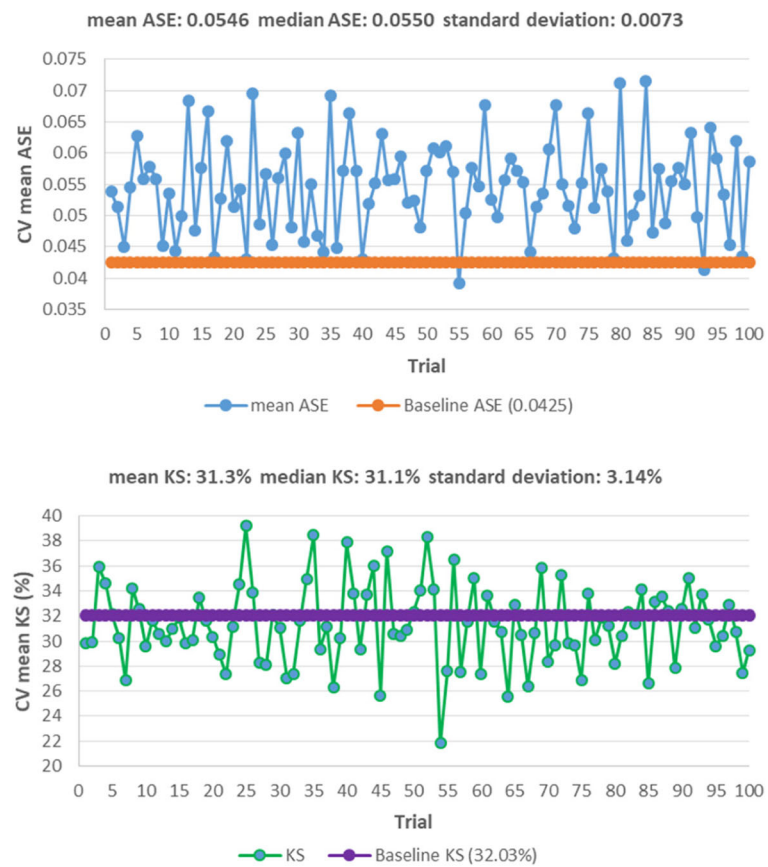 mean ASE: 0.0546 median ASE: 0.0550 standard deviation: 0.0073
0.075
0.07
0.065
0.06
0.055
0.05
0.045
0.04
0.035
CV mean ASE
0 5 10 15 20 25 30 35 40 45 50 55 60 65 70 75 80 85 90 95 100
Trial
mean ASE Baseline ASE (0.0425)
mean KS: 31.3% median KS: 31.1% standard deviation: 3.14%
40
38
36
34
32
30
28
26
24
22
20
CV mean KS (%)
0 5 10 15 20 25 30 35 40 45 50 55 60 65 70 75 80 85 90 95 100
Trial
KS Baseline KS (32.03%)